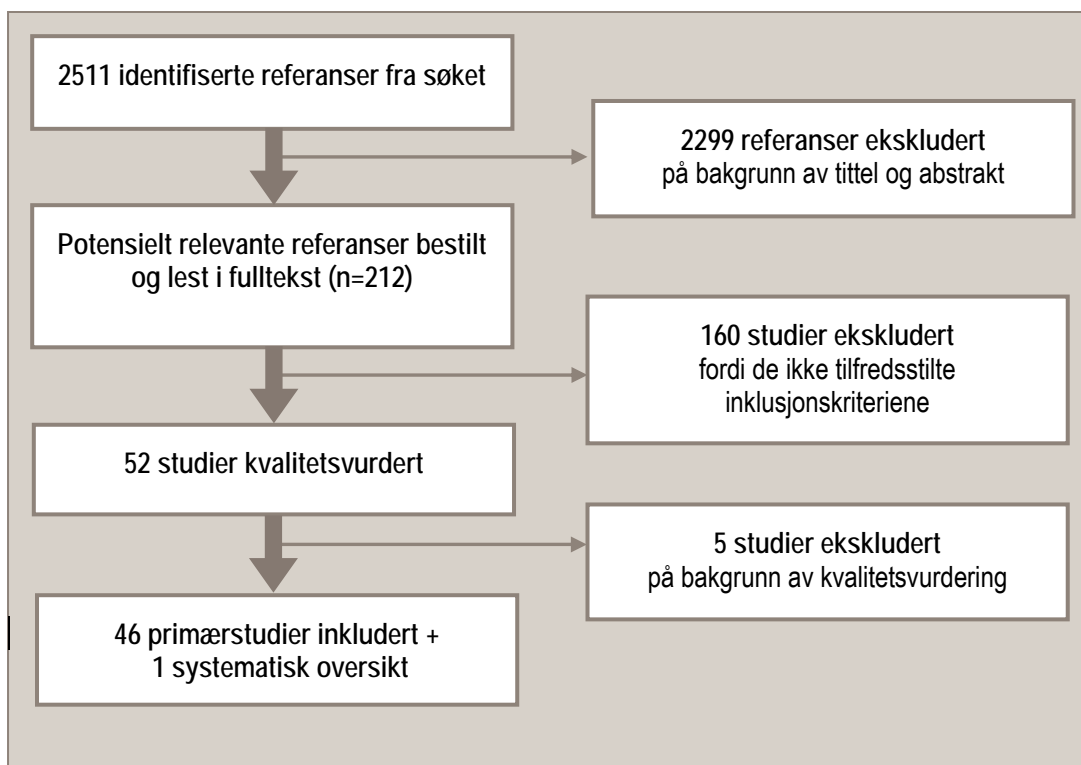 2511 identifiserte referanser fra søket
2299 referanser ekskludert
på bakgrunn av tittel og abstrakt
Potensielt relevante referanser bestilt
og lest i fulltekst (n=212)
160 studier ekskludert
fordi de ikke tilfredsstilte
inklusjonskriteriene
52 studier kvalitetsvurdert
5 studier ekskludert
på bakgrunn av kvalitetsvurdering
46 primærstudier inkludert +
1 systematisk oversikt